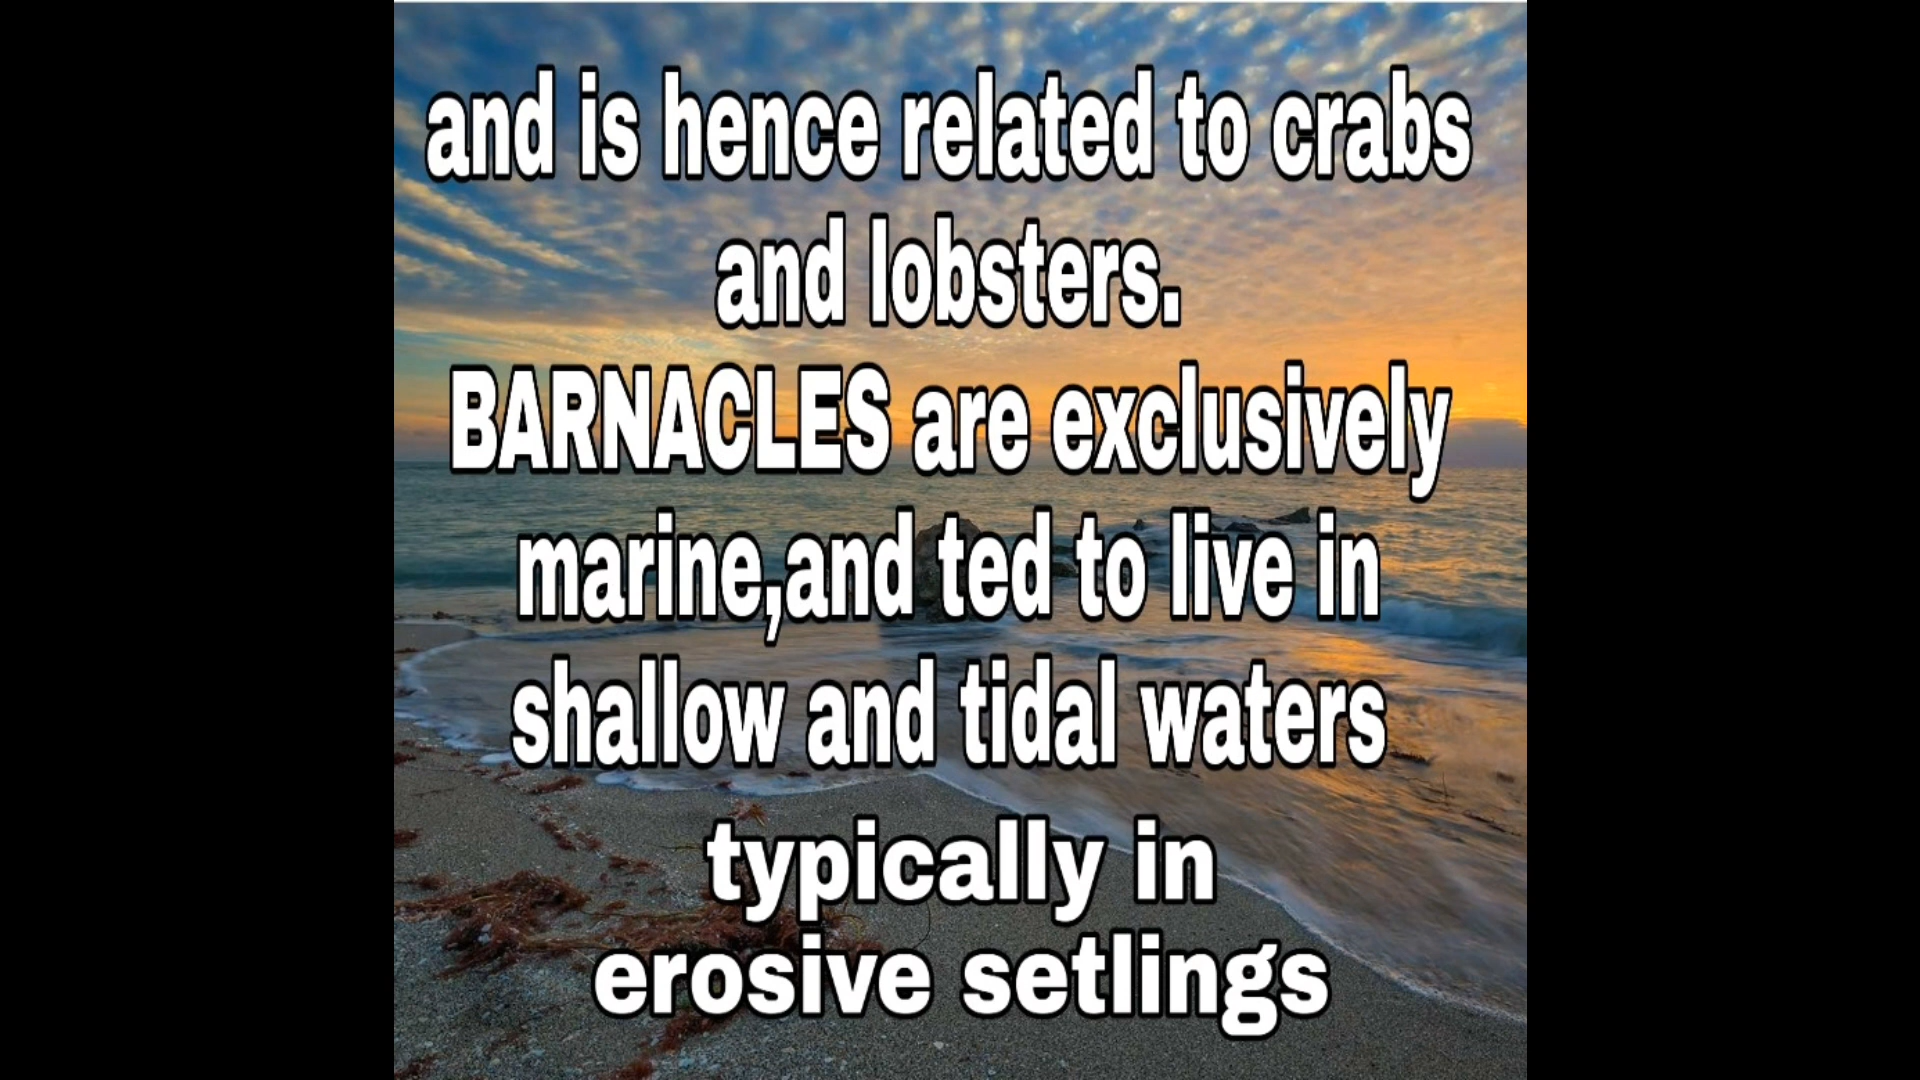 and is hence related to crabs
and lobsters.
BARNACLES are exclusively
marine,and ted to live in
shallow and tidal waters
typically in
erosive setlings